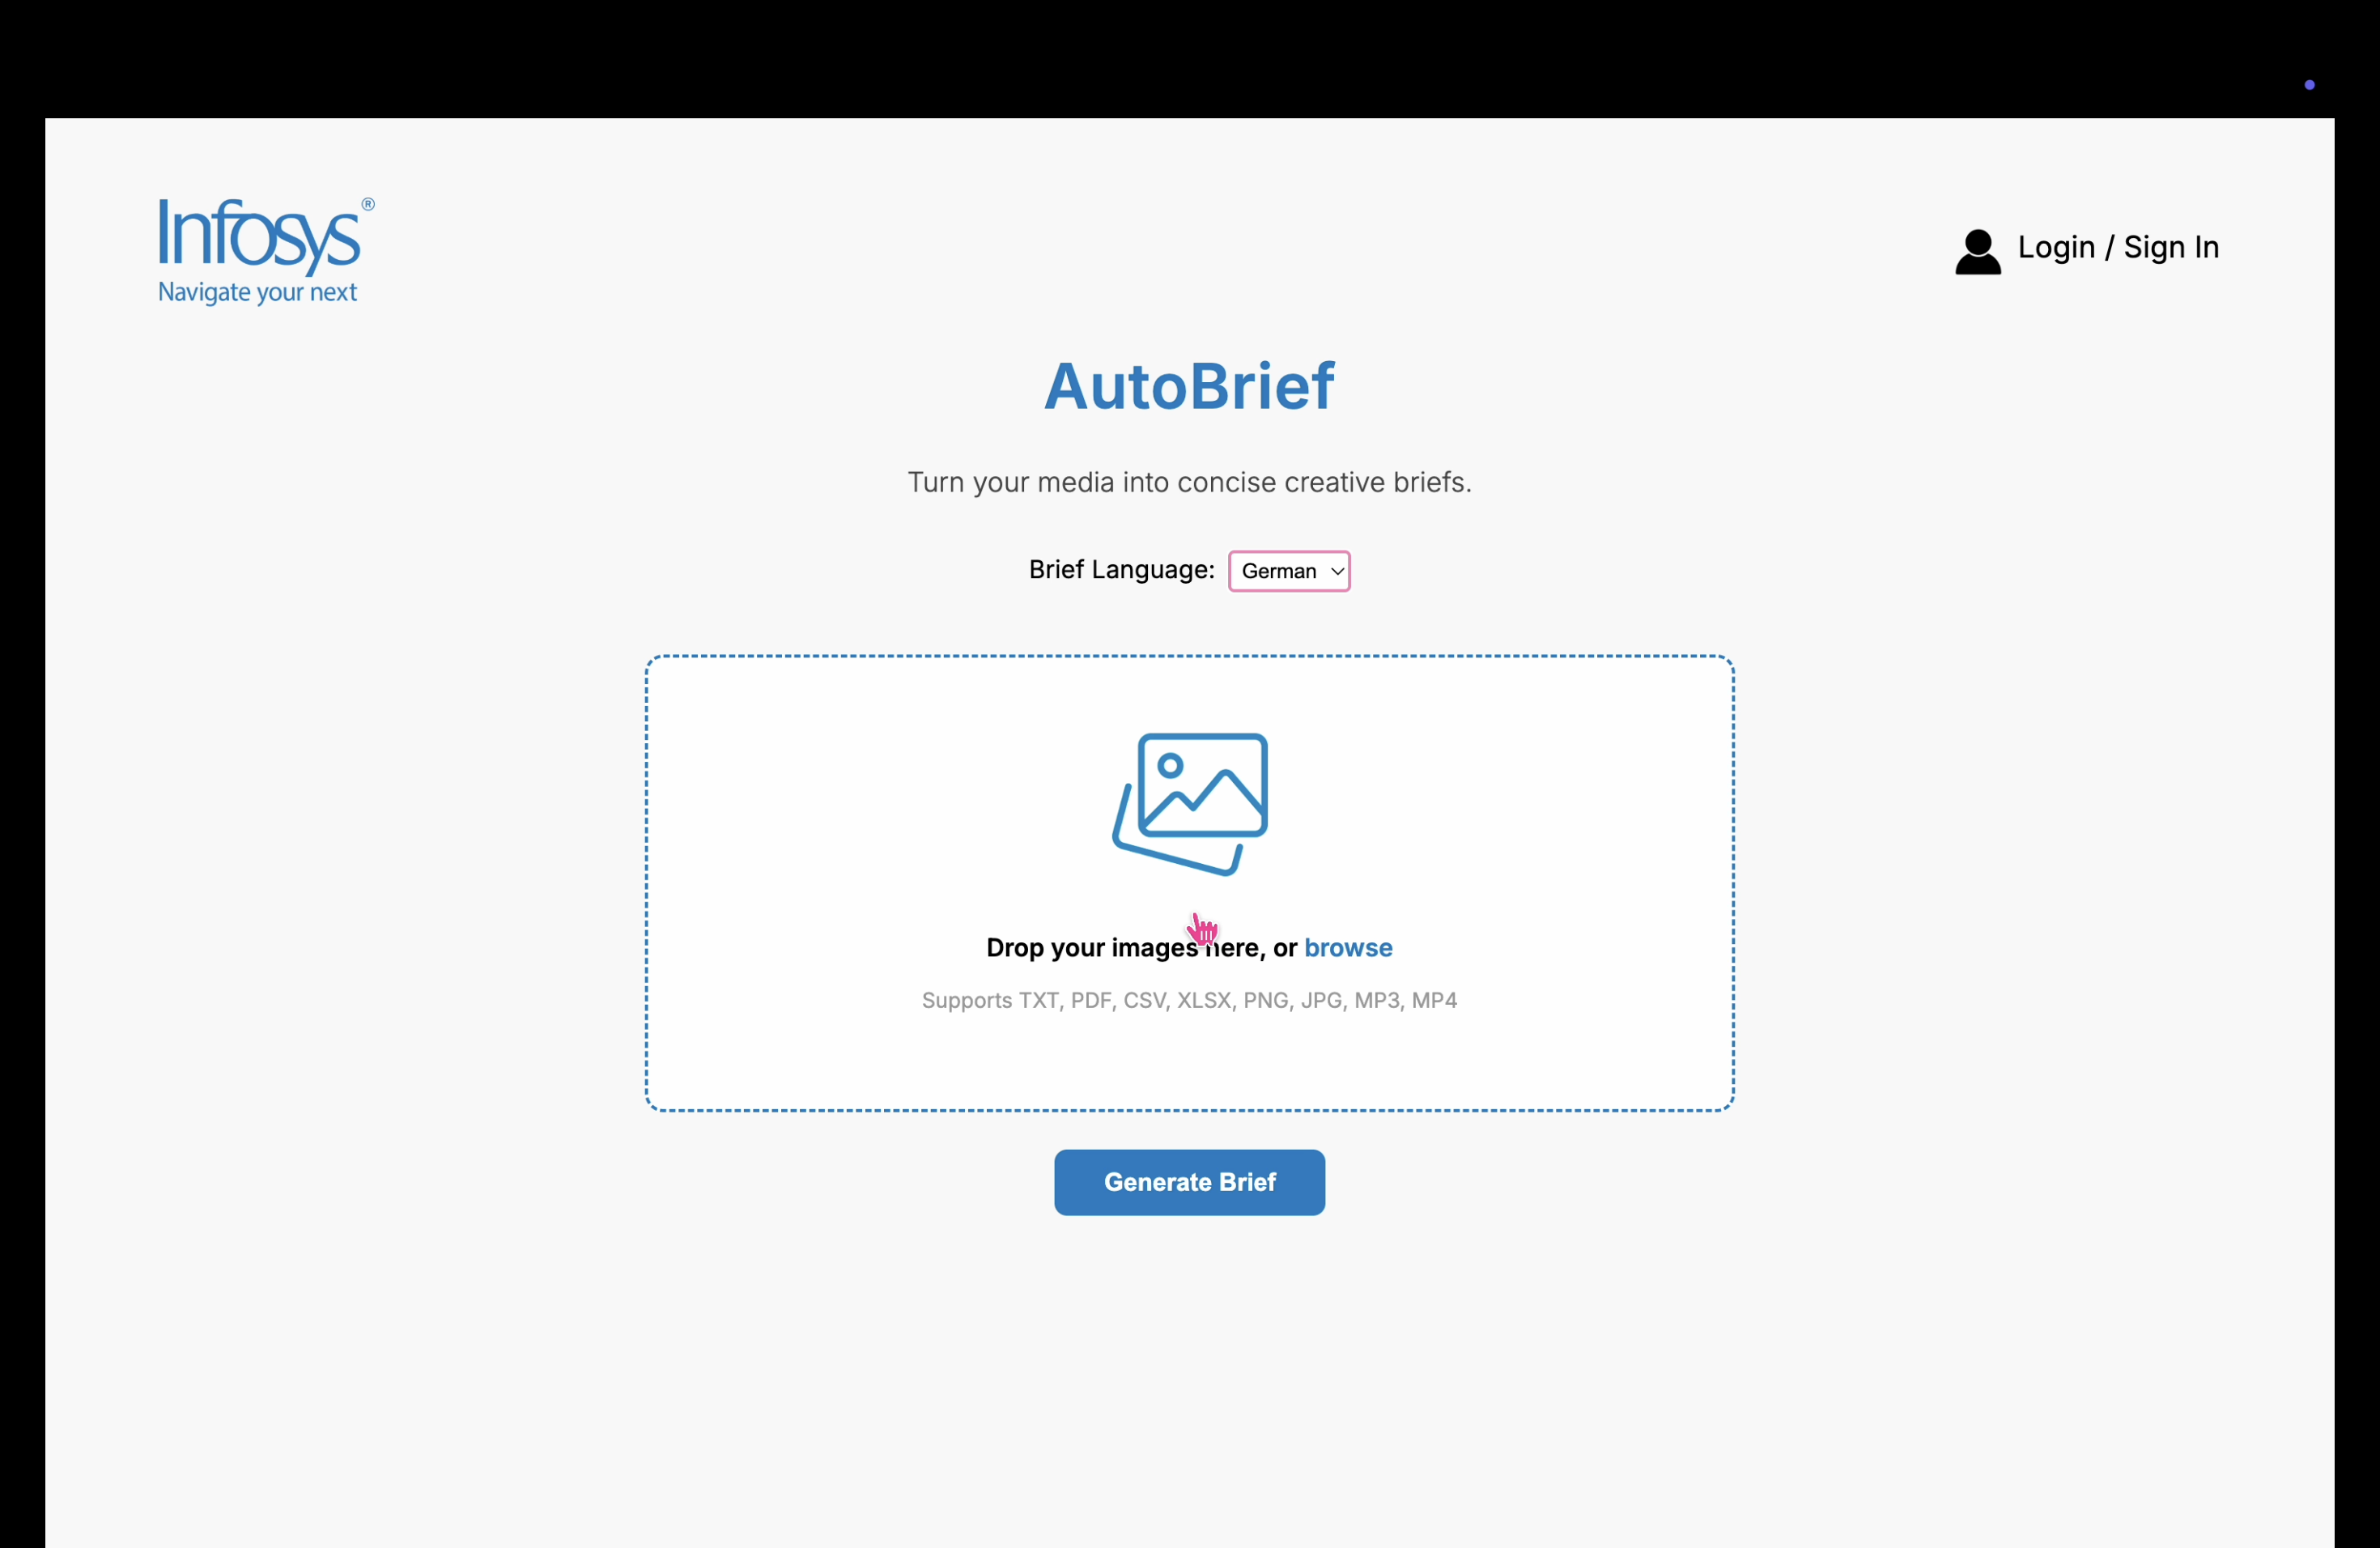 Infosys®
Navigate your next
Login / Sign In
AutoBrief
Turn your media into concise creative briefs.
Brief Language: German
Drop your images here, or browse
Supports TXT, PDF, CSV, XLSX, PNG, JPG, MP3, MP4
Generate Brief